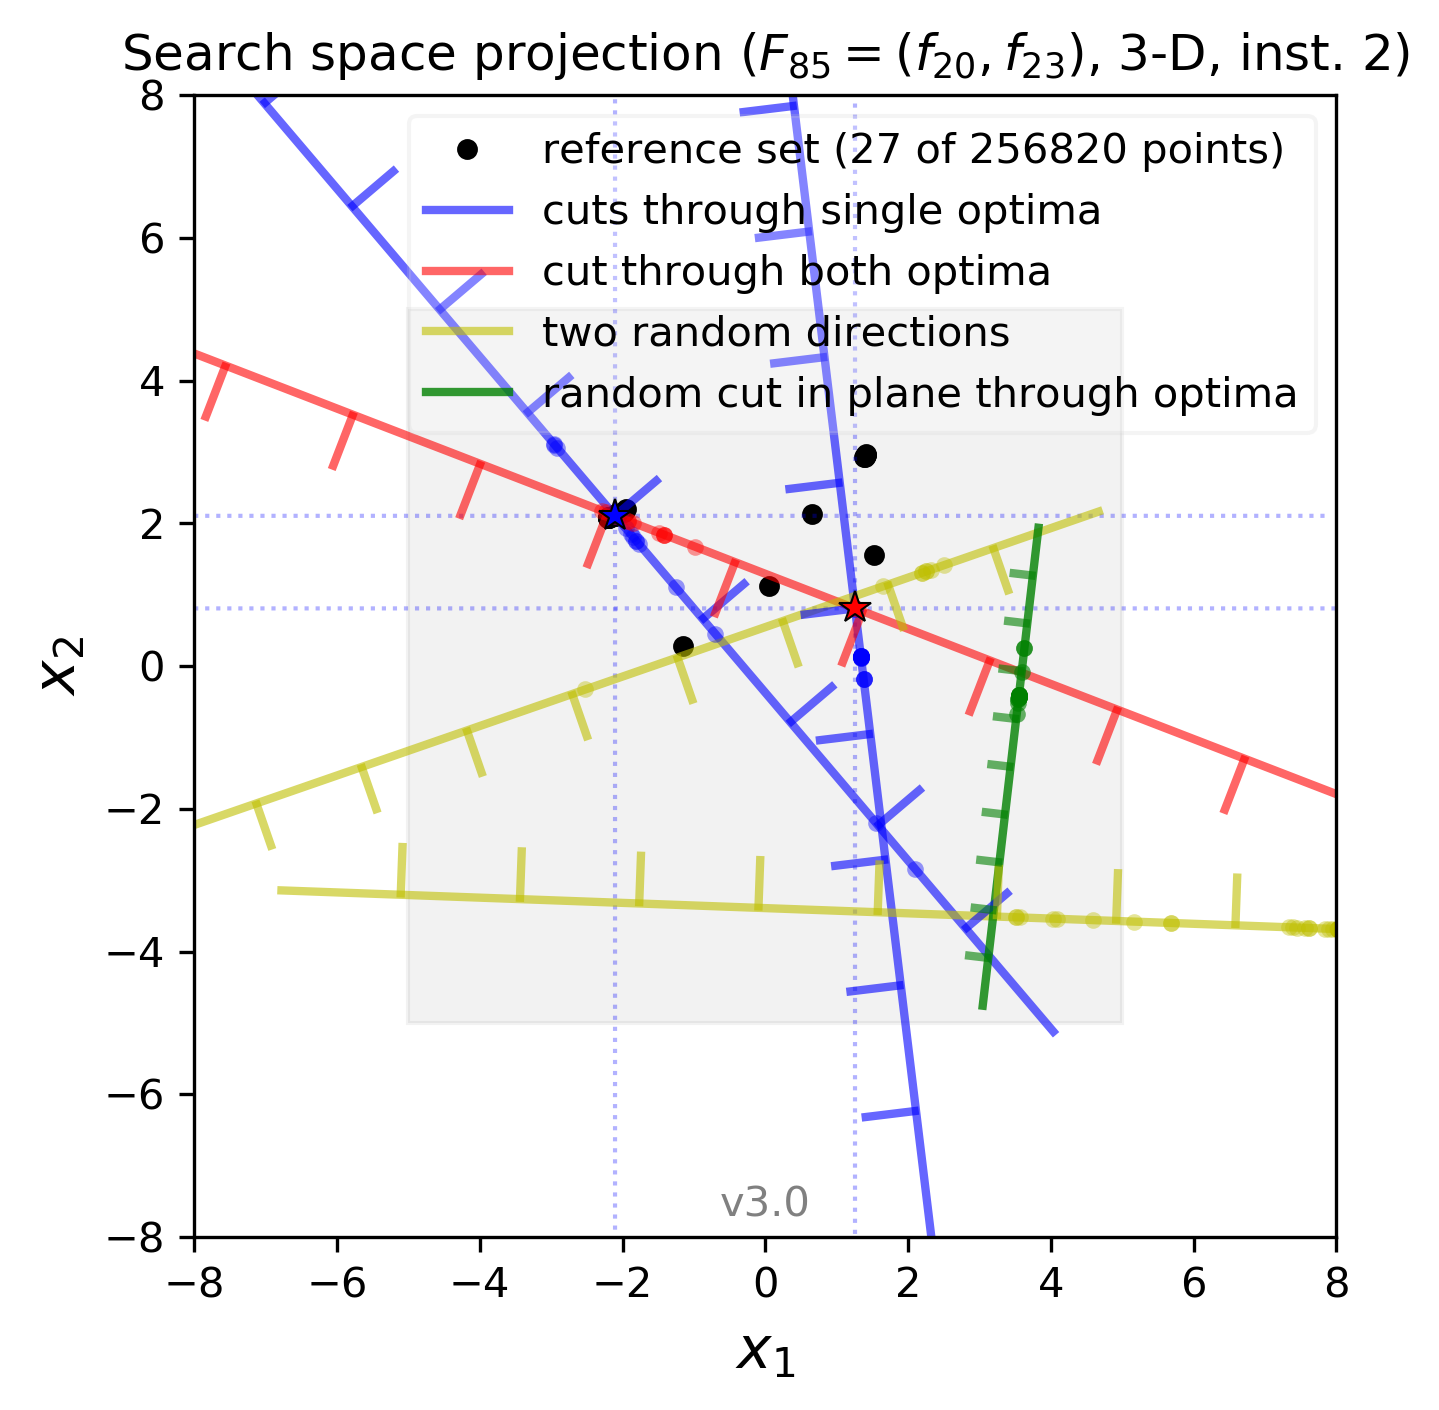 Search space projection (F85 = (f20, f23), 3-D, inst. 2)
reference set (27 of 256820 points)
cuts through single optima
cut through both optima
two random directions
random cut in plane through optima
8
6
4
2
0
−2
−4
−6
−8
x2
v3.0
−8 −6 −4 −2 0 2 4 6 8
x1